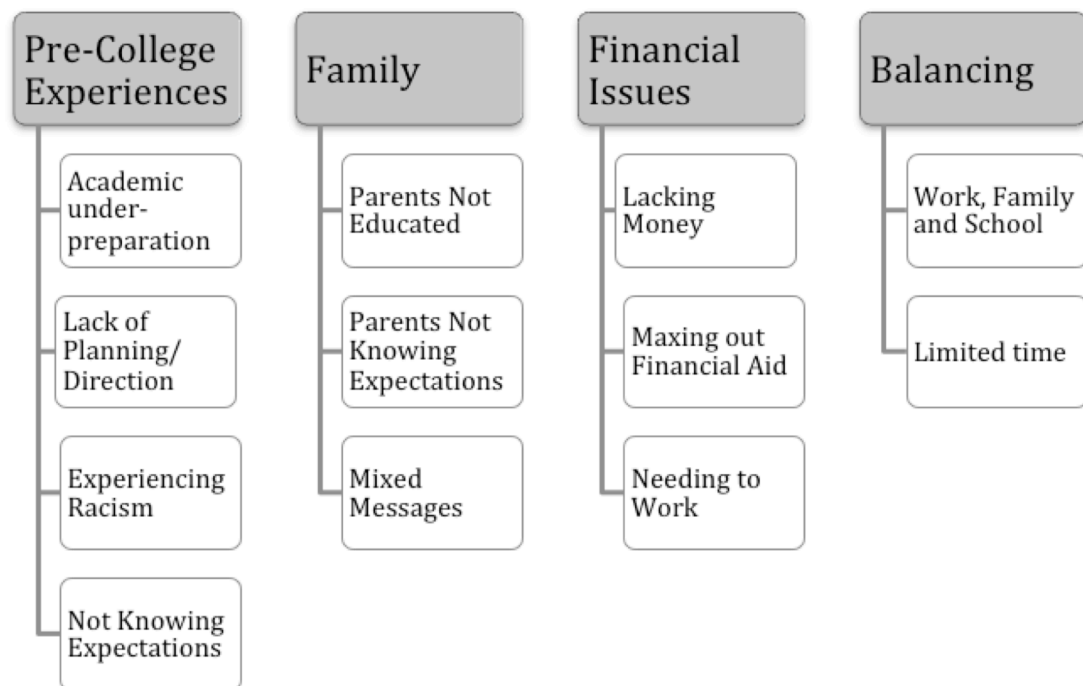 Pre-College
Experiences
Academic
under-
preparation
Lack of
Planning/
Direction
Experiencing
Racism
Not Knowing
Expectations
Family
Parents Not
Educated
Parents Not
Knowing
Expectations
Mixed
Messages
Financial
Issues
Lacking
Money
Maxing out
Financial Aid
Needing to
Work
Balancing
Work, Family
and School
Limited time